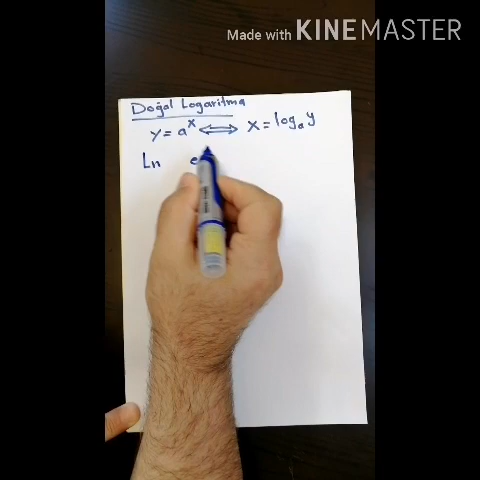 Made with KINEMASTER
Doğal Logaritma
y = a^x ⟺ x = log_a y
Ln e